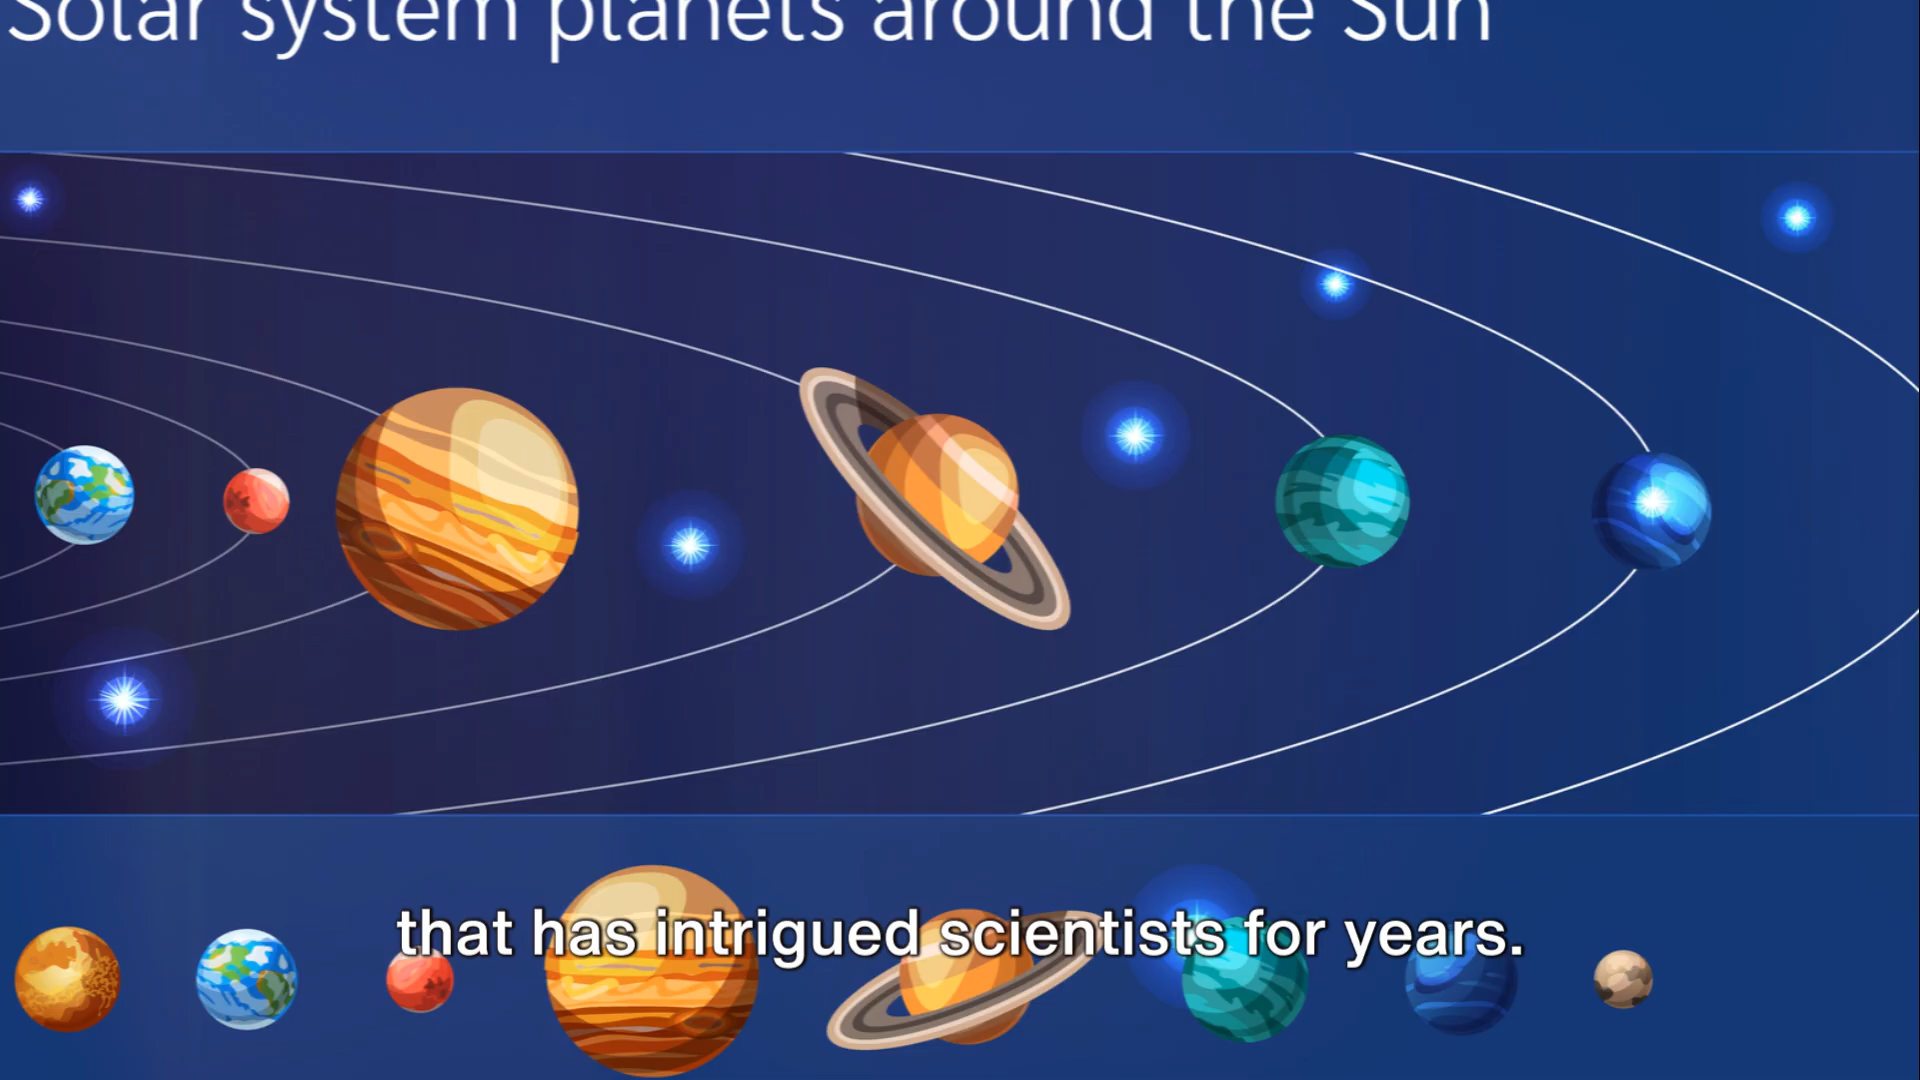 Solar system planets around the Sun
that has intrigued scientists for years.